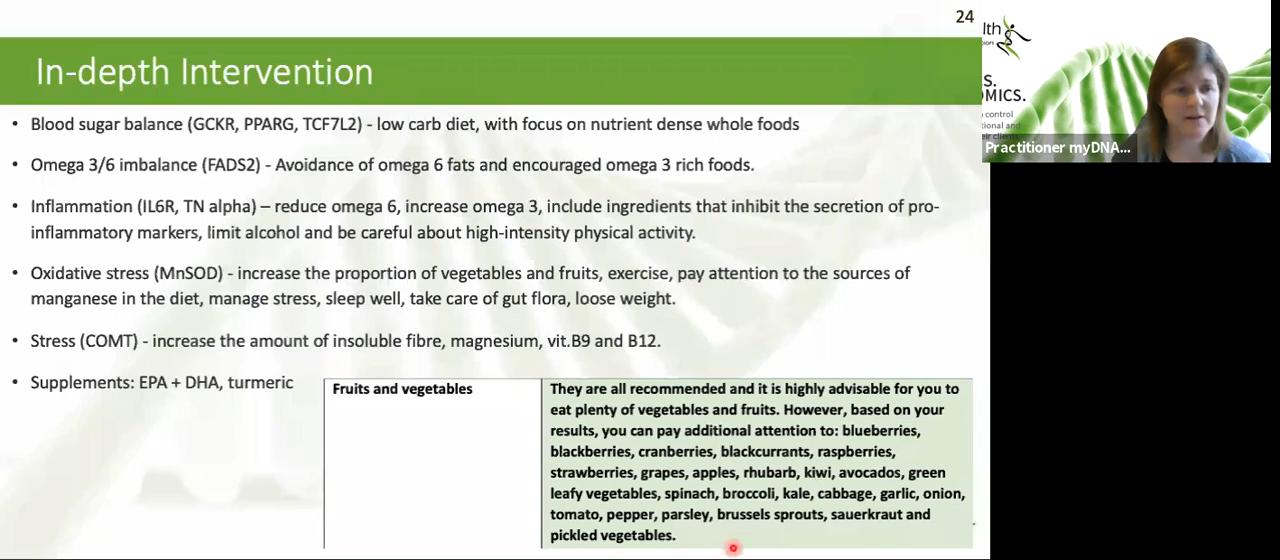 24
In-depth Intervention
• Blood sugar balance (GCKR, PPARG, TCF7L2) - low carb diet, with focus on nutrient dense whole foods
• Omega 3/6 imbalance (FADS2) - Avoidance of omega 6 fats and encouraged omega 3 rich foods.
• Inflammation (IL6R, TN alpha) – reduce omega 6, increase omega 3, include ingredients that inhibit the secretion of pro-
inflammatory markers, limit alcohol and be careful about high-intensity physical activity.
• Oxidative stress (MnSOD) - increase the proportion of vegetables and fruits, exercise, pay attention to the sources of
manganese in the diet, manage stress, sleep well, take care of gut flora, loose weight.
• Stress (COMT) - increase the amount of insoluble fibre, magnesium, vit.B9 and B12.
• Supplements: EPA + DHA, turmeric
Fruits and vegetables
They are all recommended and it is highly advisable for you to
eat plenty of vegetables and fruits. However, based on your
results, you can pay additional attention to: blueberries,
blackberries, cranberries, blackcurrants, raspberries,
strawberries, grapes, apples, rhubarb, kiwi, avocados, green
leafy vegetables, spinach, broccoli, kale, cabbage, garlic, onion,
tomato, pepper, parsley, brussels sprouts, sauerkraut and
pickled vegetables.
lth
ion
S.
OMICS.
control
tional and
their clients
Practitioner myDNA...